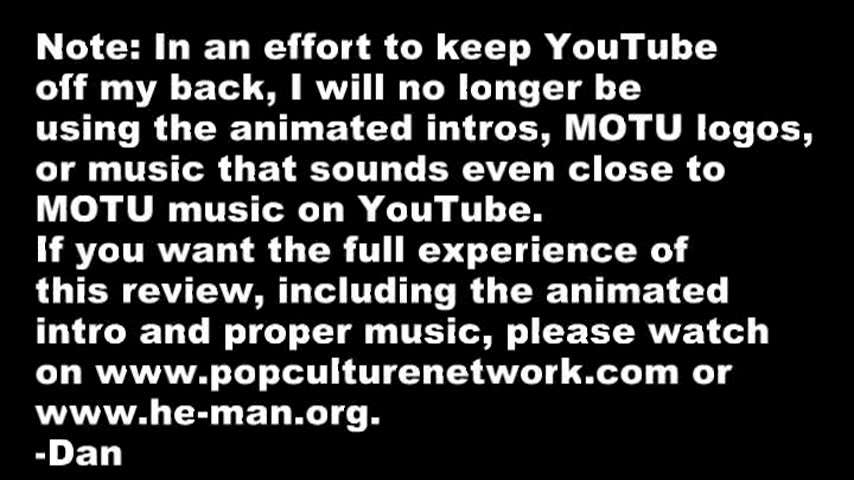 Note: In an effort to keep YouTube
off my back, I will no longer be
using the animated intros, MOTU logos,
or music that sounds even close to
MOTU music on YouTube.
If you want the full experience of
this review, including the animated
intro and proper music, please watch
on www.popculturenetwork.com or
www.he-man.org.
-Dan